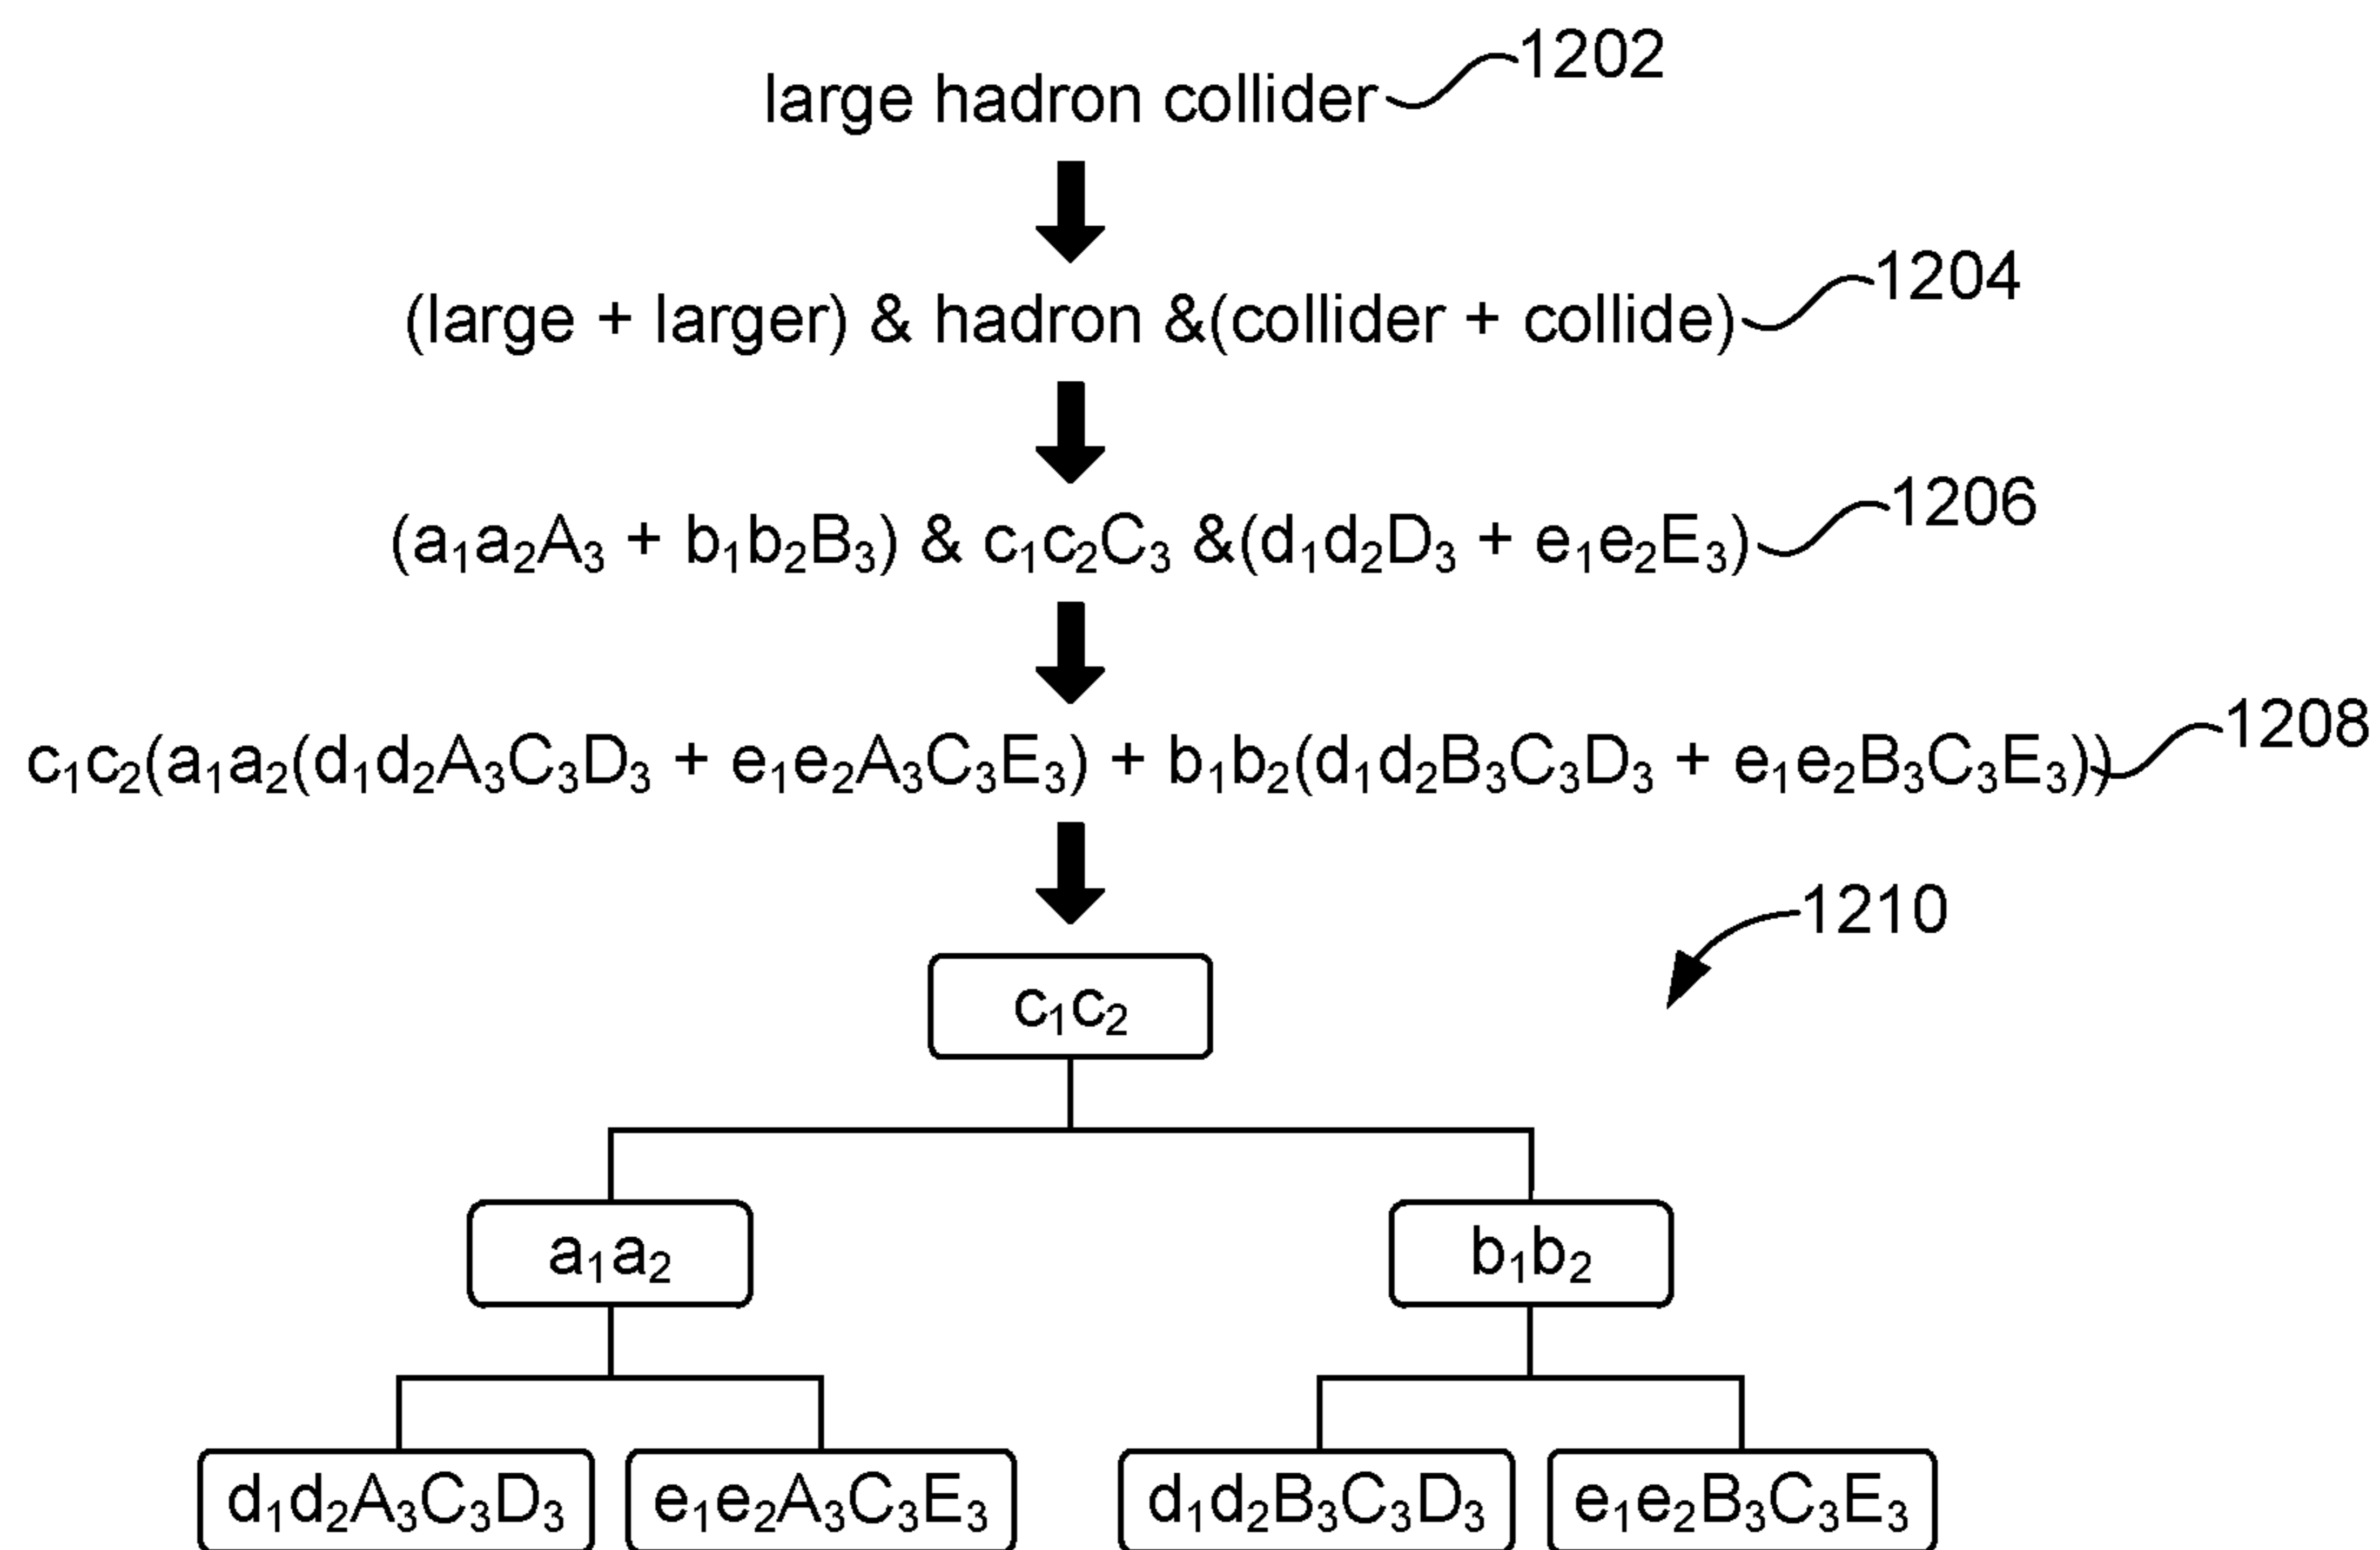 1202
large hadron collider
1204
(large + larger) & hadron &(collider + collide)
1206
(a₁a₂A₃ + b₁b₂B₃) & c₁c₂C₃ &(d₁d₂D₃ + e₁e₂E₃)
1208
c₁c₂(a₁a₂(d₁d₂A₃C₃D₃ + e₁e₂A₃C₃E₃) + b₁b₂(d₁d₂B₃C₃D₃ + e₁e₂B₃C₃E₃))
1210
c₁c₂
a₁a₂ b₁b₂
d₁d₂A₃C₃D₃ e₁e₂A₃C₃E₃ d₁d₂B₃C₃D₃ e₁e₂B₃C₃E₃